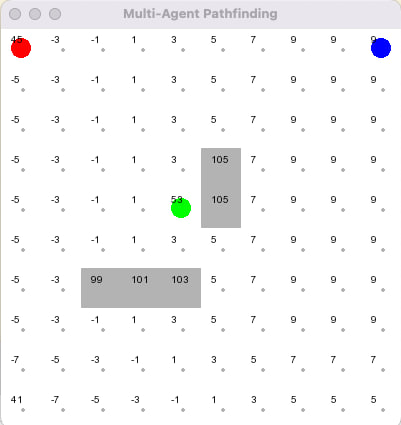 Multi-Agent Pathfinding
45 -3 -1 1 3 5 7 9 9 9
-5 -3 -1 1 3 5 7 9 9 9
-5 -3 -1 1 3 5 7 9 9 9
-5 -3 -1 1 3 105 7 9 9 9
-5 -3 -1 1 53 105 7 9 9 9
-5 -3 -1 1 3 5 7 9 9 9
-5 -3 99 101 103 5 7 9 9 9
-5 -3 -1 1 3 5 7 9 9 9
-7 -5 -3 -1 1 3 5 7 7 7
41 -7 -5 -3 -1 1 3 5 5 5